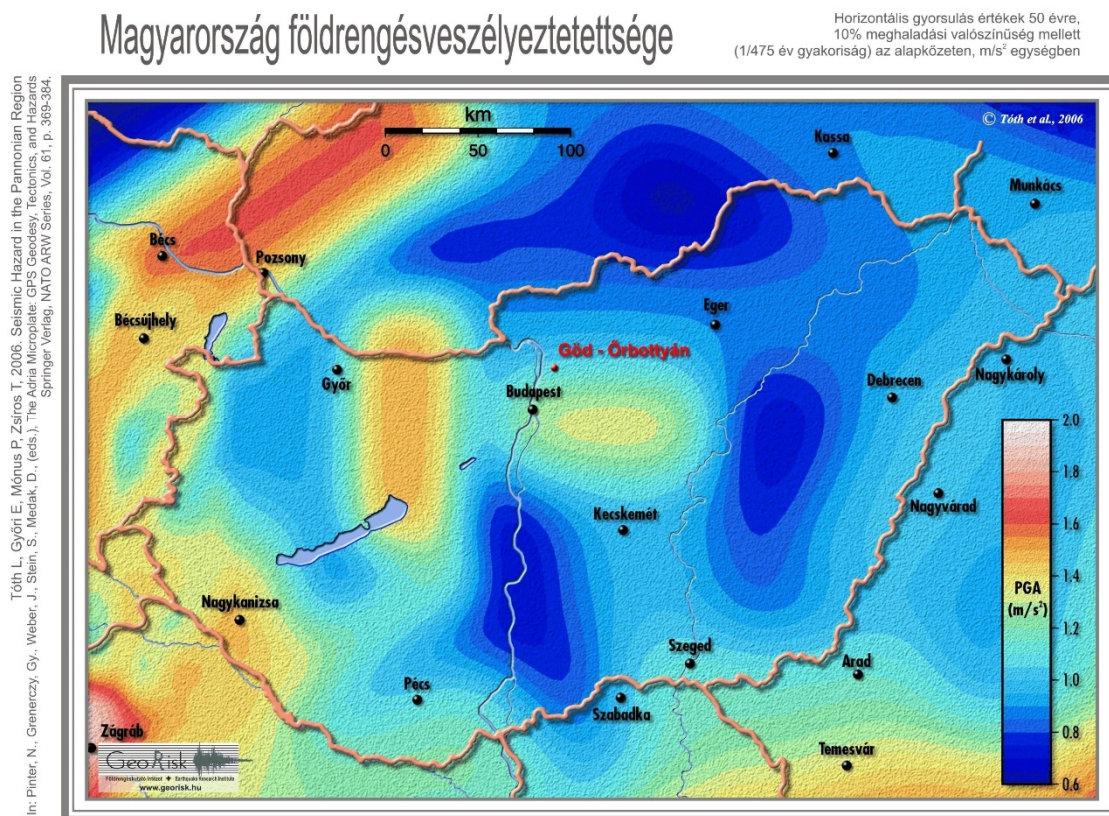 Magyarország földrengésveszélyeztetettsége
Horizontális gyorsulás értékek 50 évre,
10% meghaladási valószínűség mellett
(1/475 év gyakoriság) az alapkőzeten, m/s² egységben
Tóth L, Győri E, Mónus P, Zsíros T, 2006. Seismic Hazard in the Pannonian Region
In: Pinter, N., Grenerczy, Gy., Weber, J., Stein, S., Medak, D., (eds.), The Adria Microplate: GPS Geodesy, Tectonics, and Hazards
Springer Verlag, NATO ARW Series, Vol. 61, p. 369-384.
km
0 50 100
© Tóth et al., 2006
Kassa
Munkács
Bécs
Pozsony
Eger
Bécsújhely
Göd - Őrbottyán
Győr
Nagykároly
Debrecen
Budapest
2.0
1.8
Nagyvárad
Kecskemét
1.6
1.4
PGA
(m/s²)
Nagykanizsa
1.2
Szeged
Arad
1.0
Pécs
Szabadka
0.8
Zágráb
Temesvár
0.6
GeoRisk
Földrengéskutató Intézet ✦ Earthquake Research Institute
www.georisk.hu